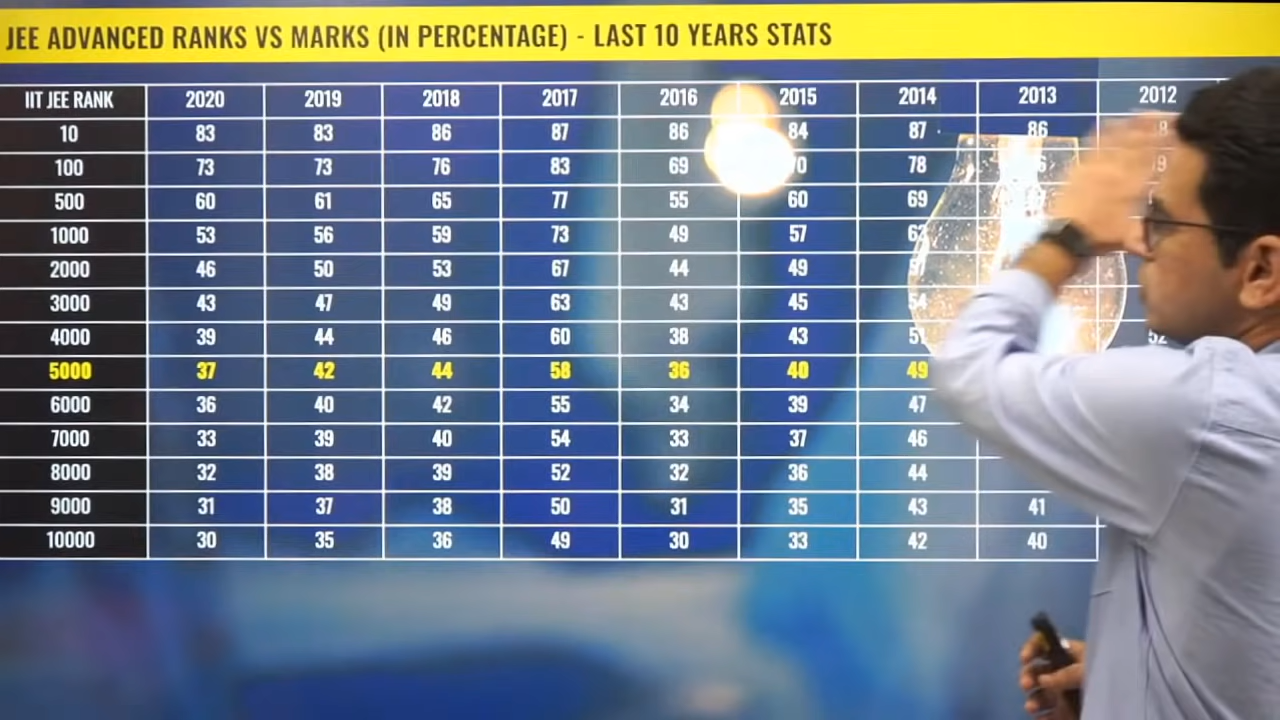 JEE ADVANCED RANKS VS MARKS (IN PERCENTAGE) - LAST 10 YEARS STATS
IIT JEE RANK 2020 2019 2018 2017 2016 2015 2014 2013 2012
10 83 83 86 87 86 84 87 86
100 73 73 76 83 69 70 78
500 60 61 65 77 55 60 69
1000 53 56 59 73 49 57
2000 46 50 53 67 44 49
3000 43 47 49 63 43 45 54
4000 39 44 46 60 38 43 52
5000 37 42 44 58 36 40 49
6000 36 40 42 55 34 39 47
7000 33 39 40 54 33 37 46
8000 32 38 39 52 32 36 44
9000 31 37 38 50 31 35 43 41
10000 30 35 36 49 30 33 42 40